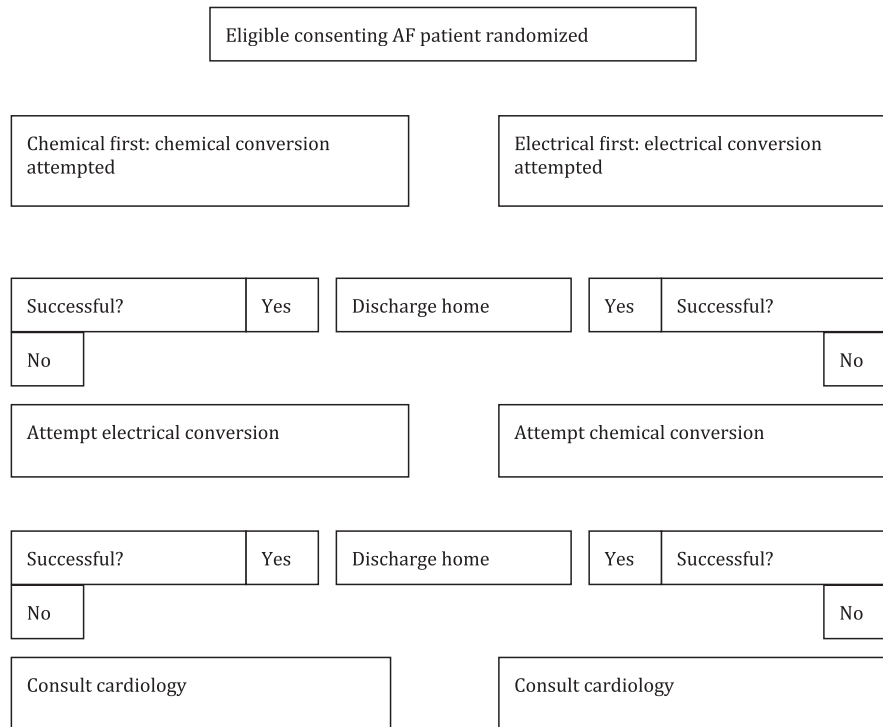 Eligible consenting AF patient randomized
Chemical first: chemical conversion
attempted
Electrical first: electrical conversion
attempted
Successful? Yes Discharge home Yes Successful?
No No
Attempt electrical conversion Attempt chemical conversion
Successful? Yes Discharge home Yes Successful?
No No
Consult cardiology Consult cardiology